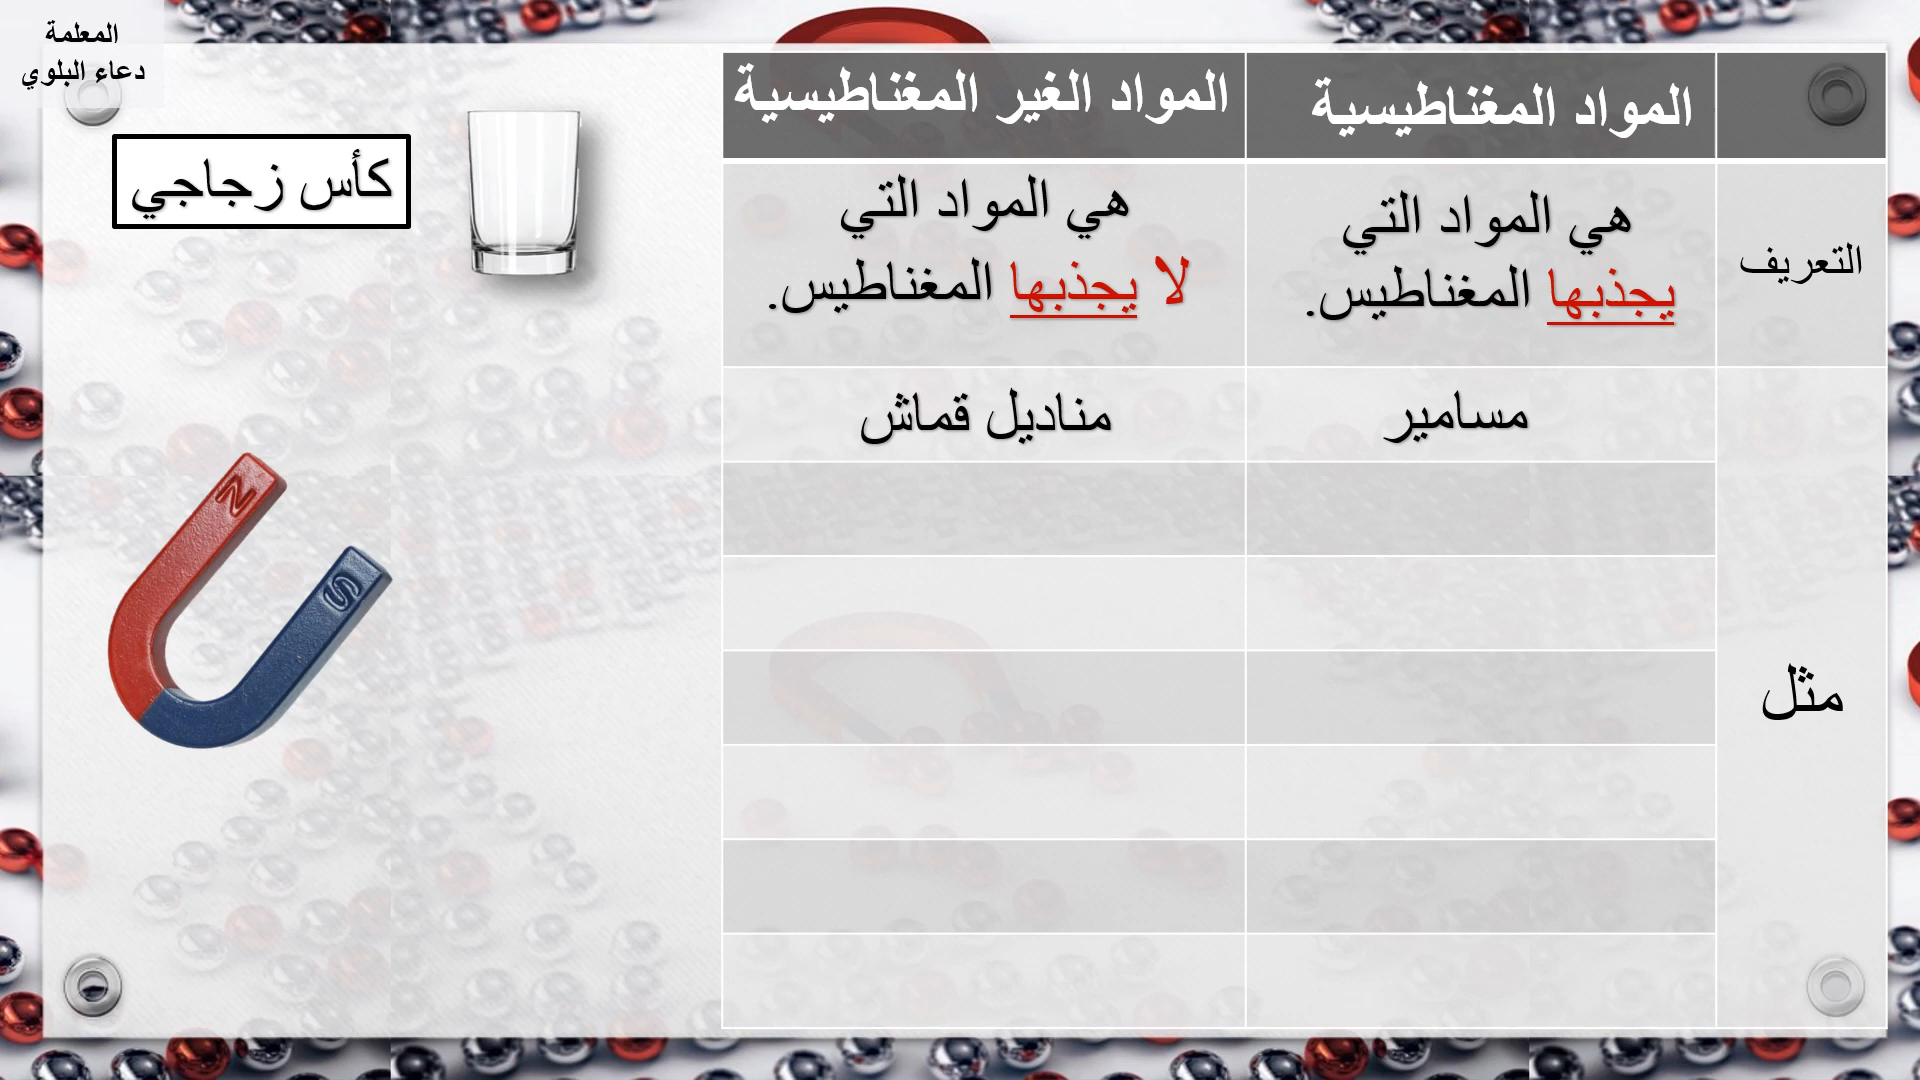 المعلمة
دعاء البلوي
المواد المغناطيسية
المواد الغير المغناطيسية
التعريف
هي المواد التي
يجذبها المغناطيس.
هي المواد التي
لا يجذبها المغناطيس.
مثل
مسامير
مناديل قماش
كأس زجاجي
N
S